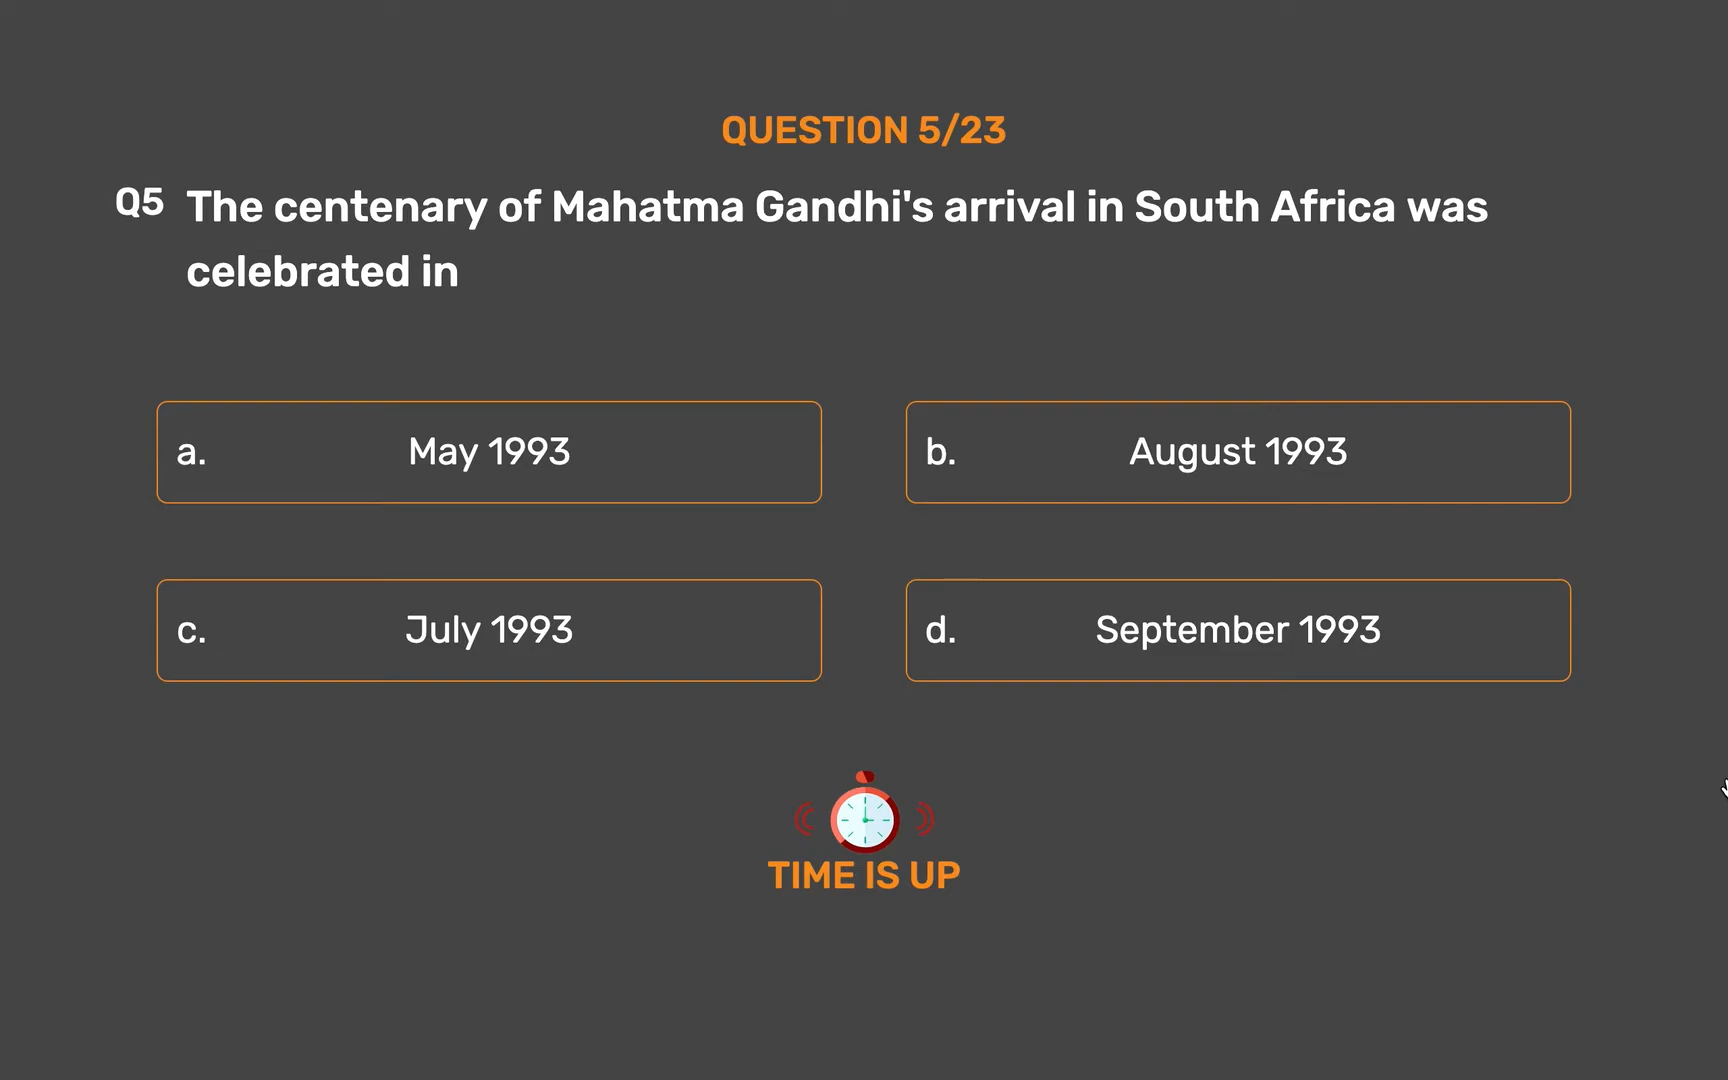 QUESTION 5/23
Q5 The centenary of Mahatma Gandhi's arrival in South Africa was
celebrated in
a. May 1993
b. August 1993
c. July 1993
d. September 1993
TIME IS UP